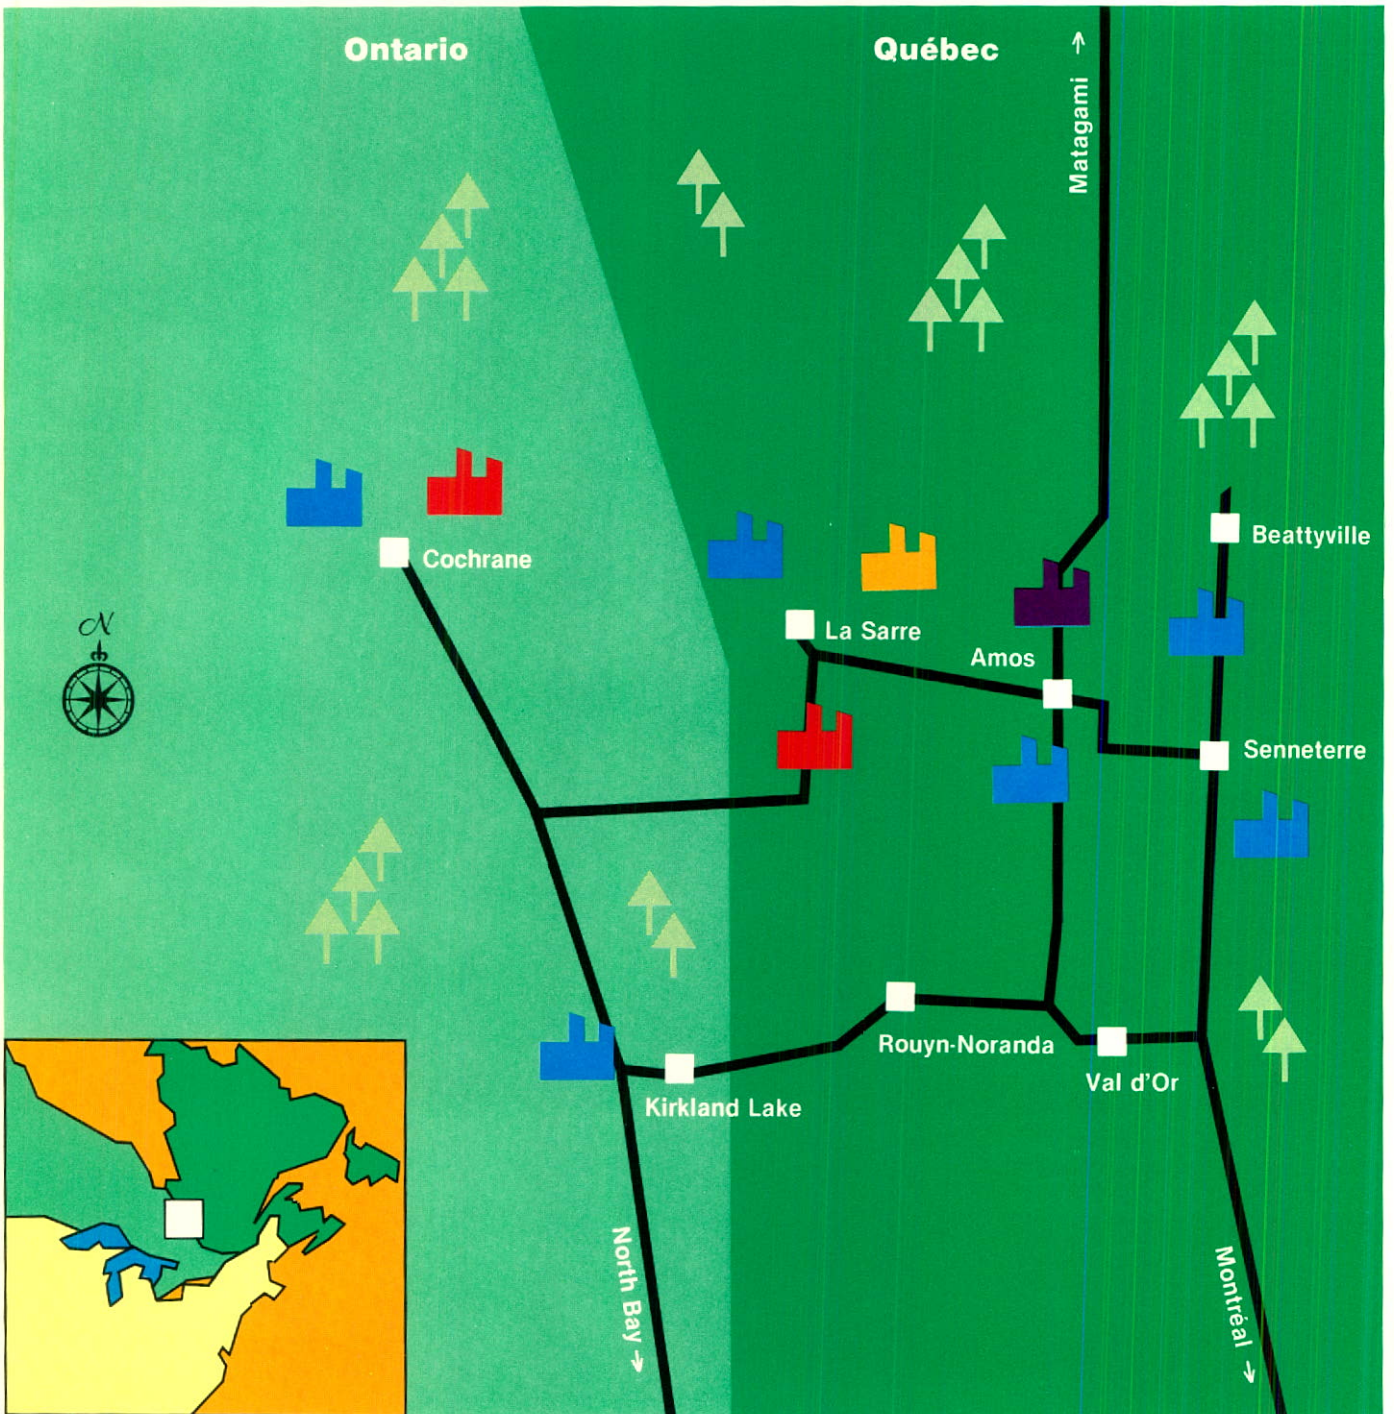 Ontario
Québec
Matagami →
Beattyville
Cochrane
N
La Sarre
Amos
Senneterre
Rouyn-Noranda
Val d'Or
Kirkland Lake
North Bay →
Montréal →